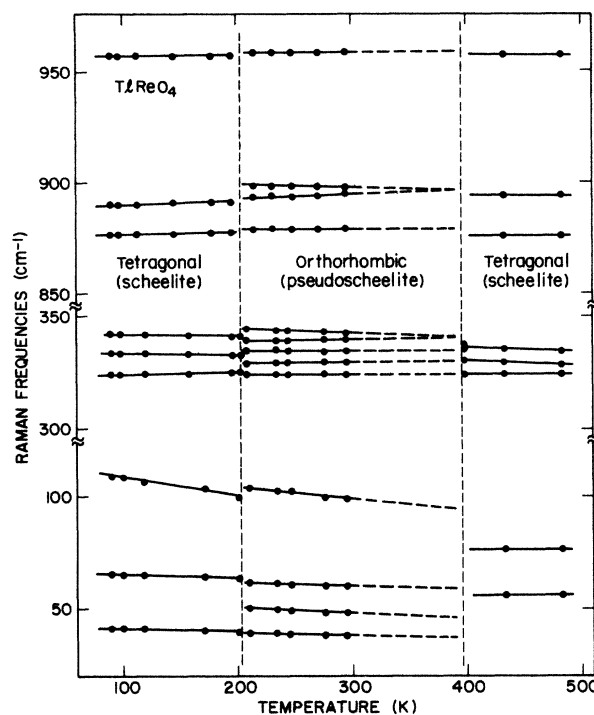 950
TlReO₄
900
Tetragonal
(scheelite)
Orthorhombic
(pseudoscheelite)
Tetragonal
(scheelite)
850
350
300
100
50
RAMAN FREQUENCIES (cm⁻¹)
100 200 300 400 500
TEMPERATURE (K)